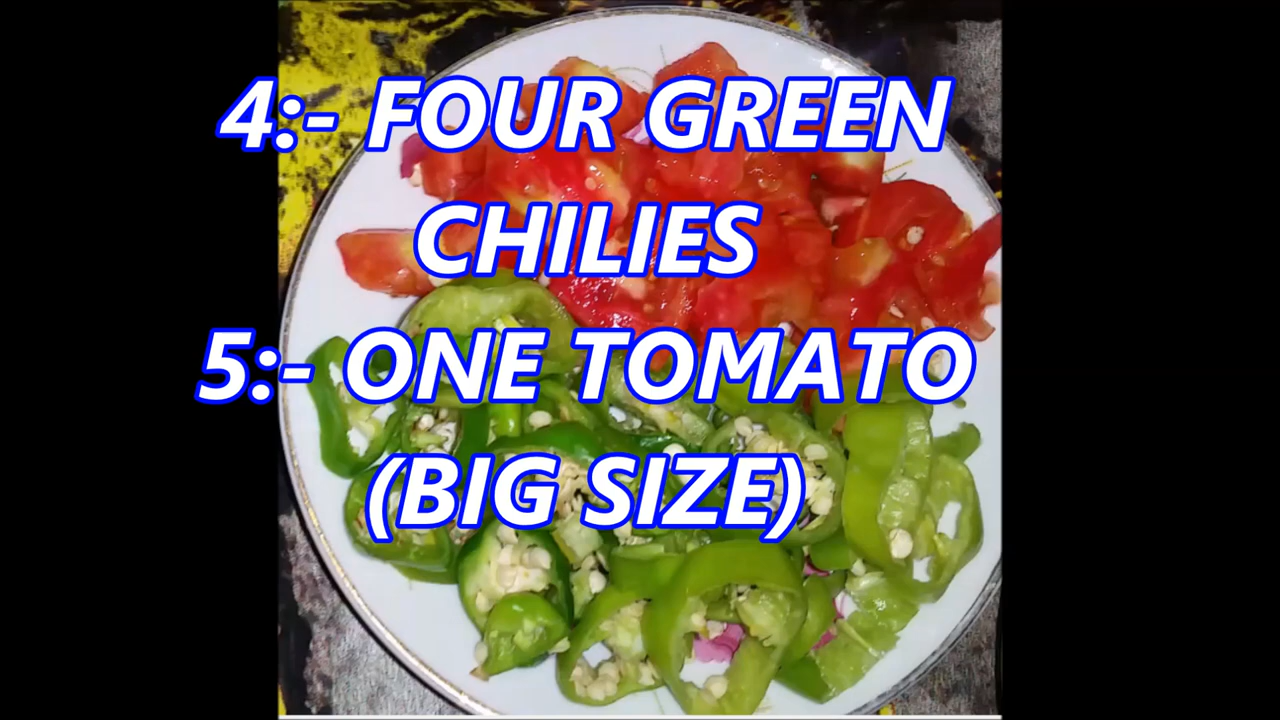 4:- FOUR GREEN
CHILIES
5:- ONE TOMATO
(BIG SIZE)